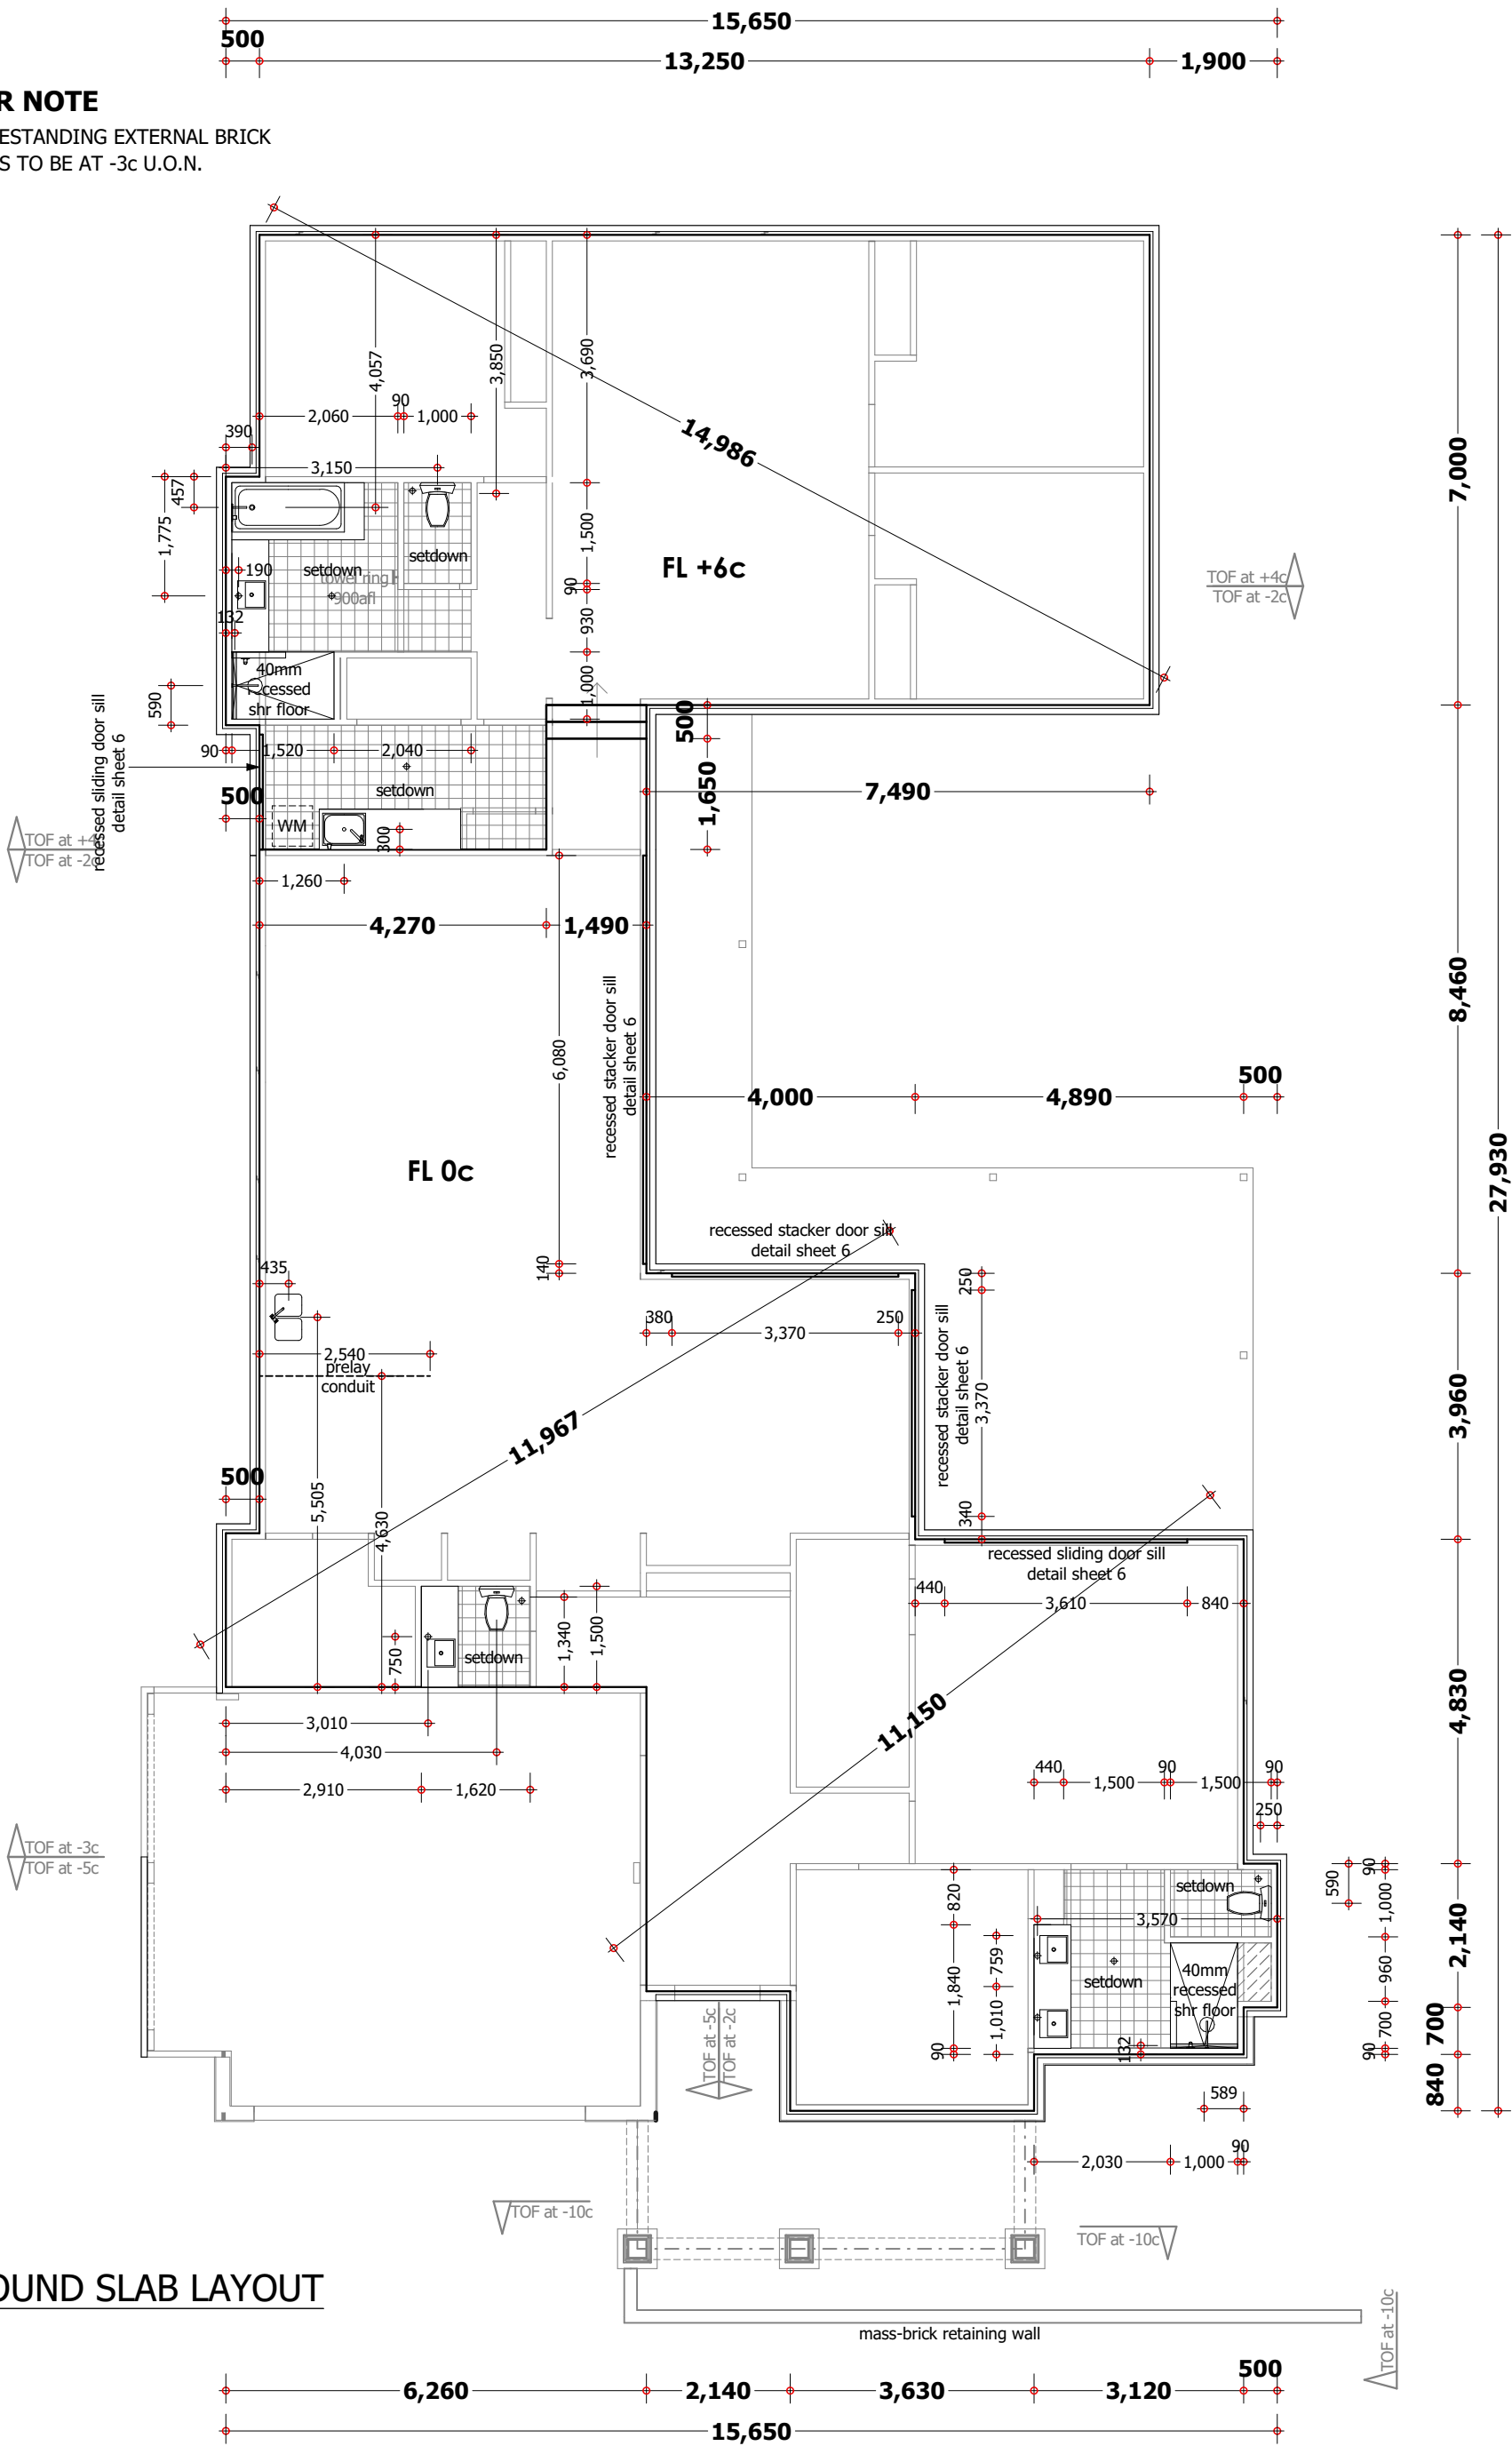 15,650
500
13,250
1,900
R NOTE
ESTANDING EXTERNAL BRICK
S TO BE AT -3c U.O.N.
4,057
3,850
3,690
14,986
7,000
2,060
90
1,000
390
3,150
457
1,775
1,500
setdown
setdown
190
tower ring
900afl
FL +6c
TOF at +4c
TOF at -2c
90
930
132
40mm
recessed
shr floor
1,000
590
recessed sliding door sill
detail sheet 6
500
90
1,520
2,040
setdown
1,650
7,490
500
WM
300
TOF at +4
TOF at -2c
1,260
4,270
1,490
recessed stacker door sill
detail sheet 6
8,460
6,080
500
4,000
4,890
27,930
FL 0c
recessed stacker door sill
detail sheet 6
140
435
250
380
3,370
250
recessed stacker door sill
detail sheet 6
3,370
2,540
prelay
conduit
3,960
11,967
500
5,505
4,630
340
recessed sliding door sill
detail sheet 6
440
3,610
840
750
setdown
1,340
1,500
4,830
3,010
4,030
11,150
2,910
1,620
440
1,500
90
1,500
90
250
TOF at -3c
TOF at -5c
590
90
1,000
820
setdown
3,570
2,140
1,840
759
setdown
40mm
recessed
shr floor
960
1,010
700
700
90
132
90
TOF at -5c
TOF at -2c
589
840
90
2,030
1,000
TOF at -10c
TOF at -10c
OUND SLAB LAYOUT
mass-brick retaining wall
TOF at -10c
500
6,260
2,140
3,630
3,120
15,650